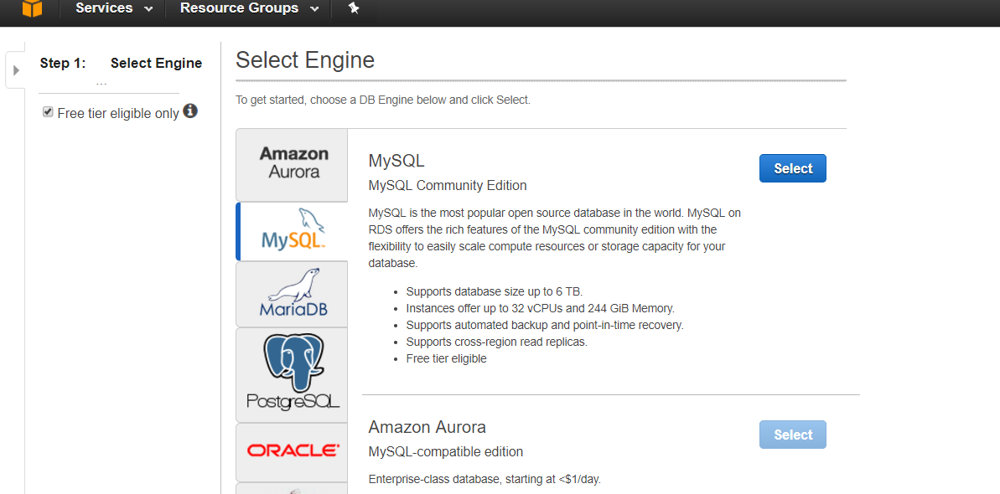 Services Resource Groups
Step 1: Select Engine
...
Free tier eligible only
Select Engine
To get started, choose a DB Engine below and click Select.
Amazon
Aurora
MySQL™
MariaDB
PostgreSQL
ORACLE®
MySQL
Select
MySQL Community Edition
MySQL is the most popular open source database in the world. MySQL on
RDS offers the rich features of the MySQL community edition with the
flexibility to easily scale compute resources or storage capacity for your
database.
• Supports database size up to 6 TB.
• Instances offer up to 32 vCPUs and 244 GiB Memory.
• Supports automated backup and point-in-time recovery.
• Supports cross-region read replicas.
• Free tier eligible
Amazon Aurora
Select
MySQL-compatible edition
Enterprise-class database, starting at <$1/day.